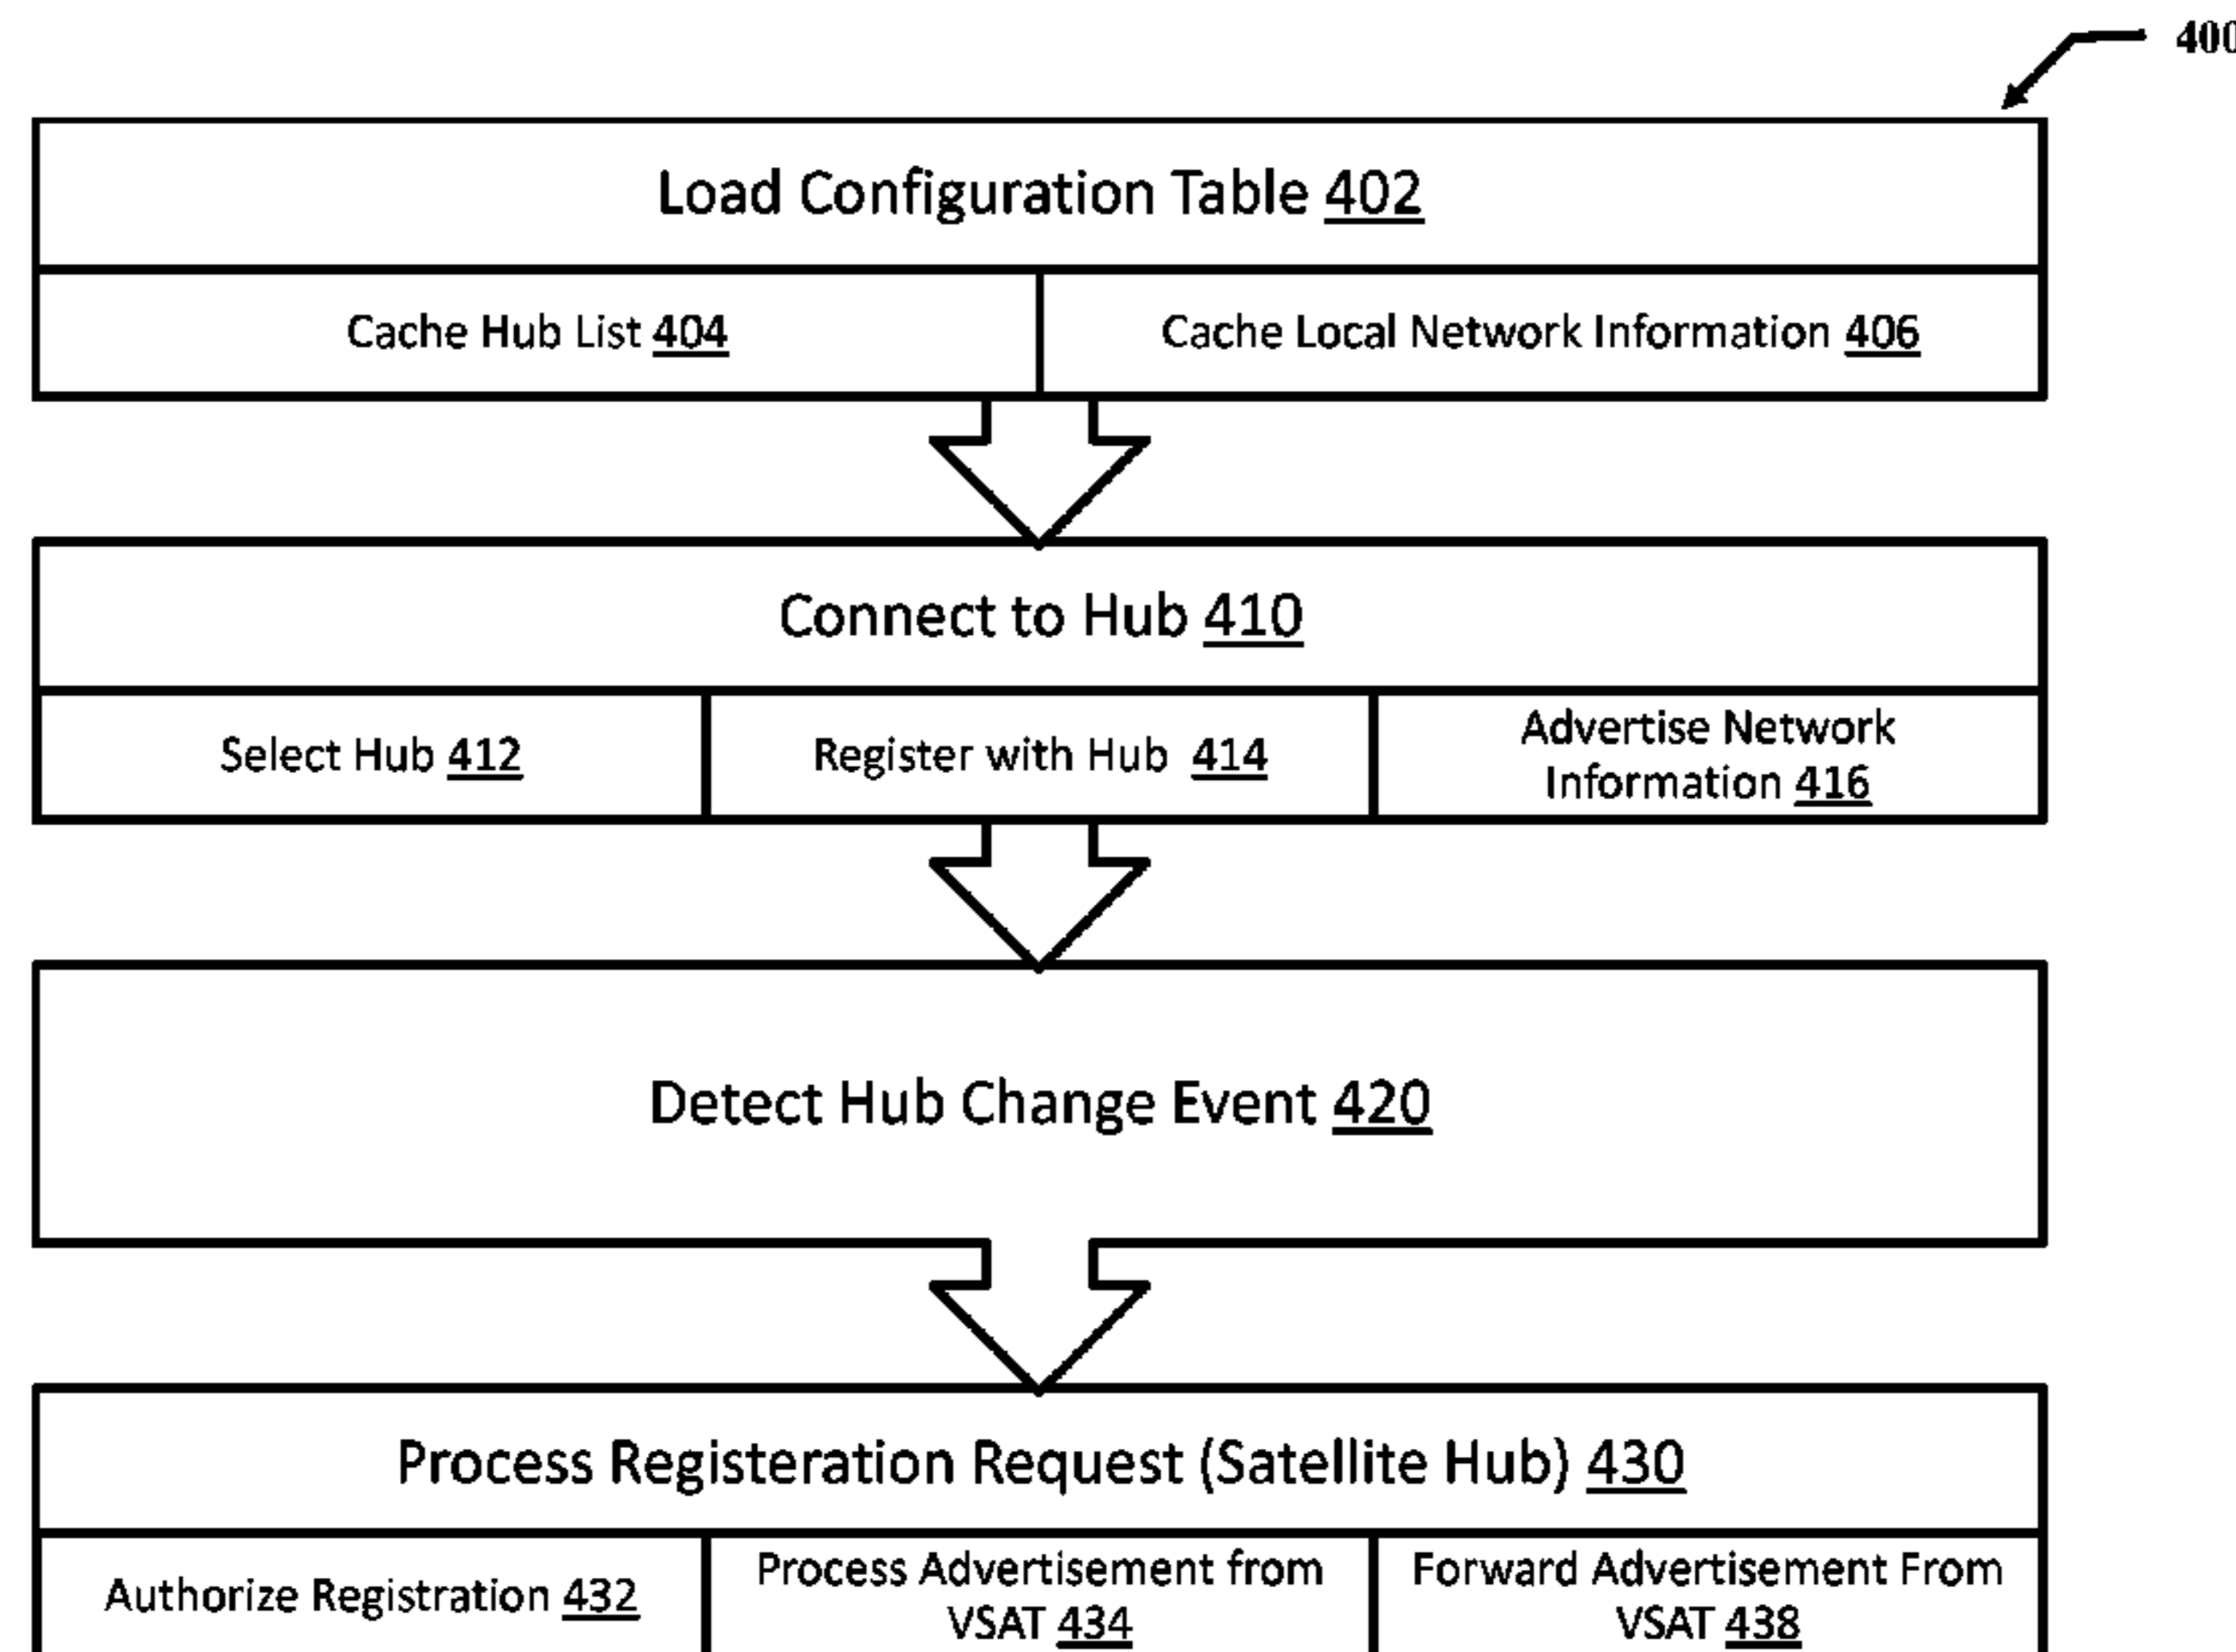 400
Load Configuration Table 402
Cache Hub List 404
Cache Local Network Information 406
Connect to Hub 410
Select Hub 412
Register with Hub 414
Advertise Network
Information 416
Detect Hub Change Event 420
Process Registeration Request (Satellite Hub) 430
Authorize Registration 432
Process Advertisement from
VSAT 434
Forward Advertisement From
VSAT 438